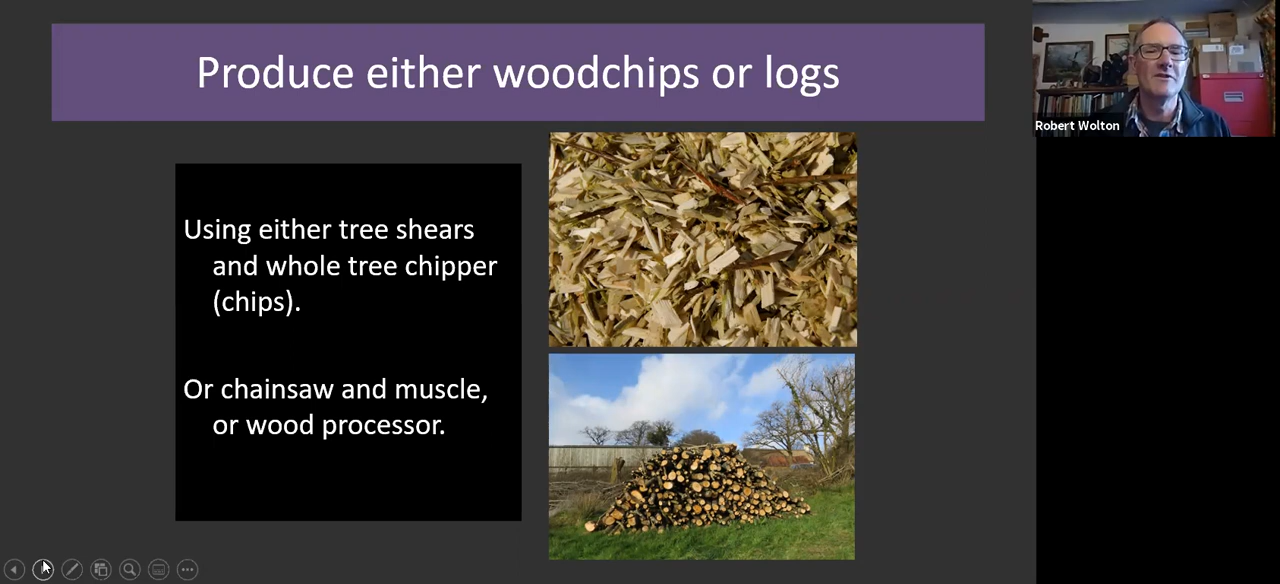 Produce either woodchips or logs
Robert Wolton
Using either tree shears
and whole tree chipper
(chips).
Or chainsaw and muscle,
or wood processor.